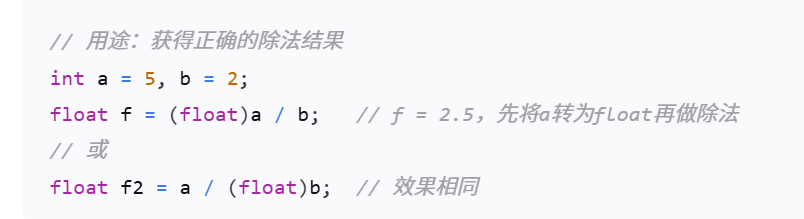 // 用途：获得正确的除法结果
int a = 5, b = 2;
float f = (float)a / b;   // f = 2.5，先将a转为float再做除法
// 或
float f2 = a / (float)b;  // 效果相同